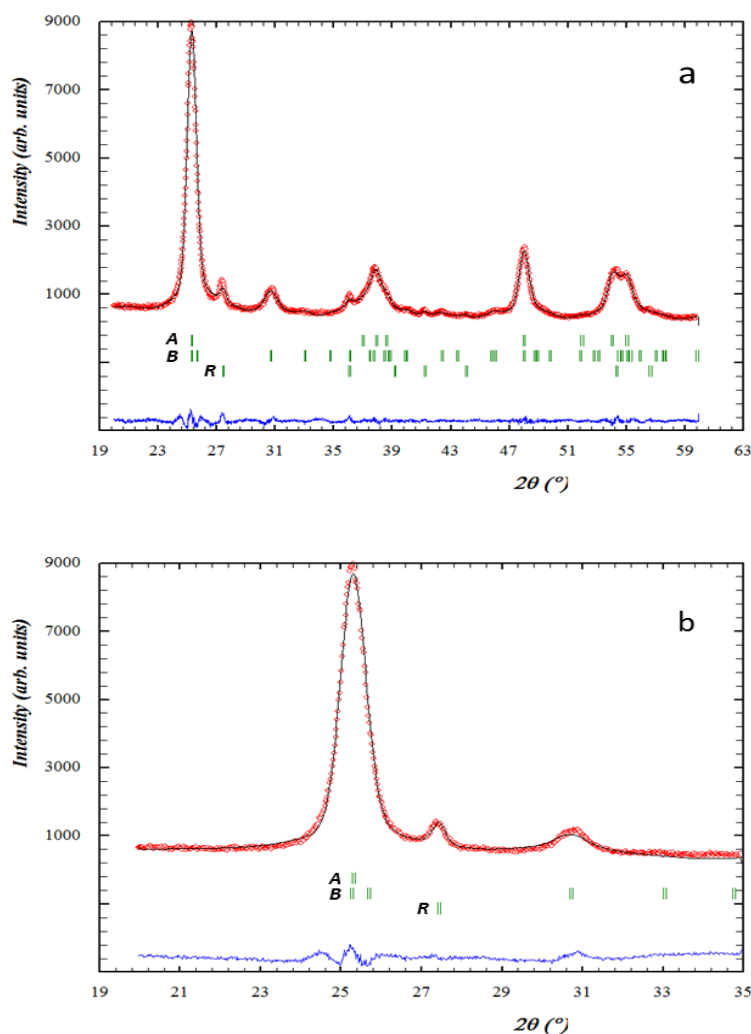 9000
a
7000
Intensity (arb. units)
5000
3000
1000
A
B
R
19 23 27 31 35 39 43 47 51 55 59 63
2θ (°)
9000
b
7000
Intensity (arb. units)
5000
3000
1000
A
B
R
19 21 23 25 27 29 31 33 35
2θ (°)